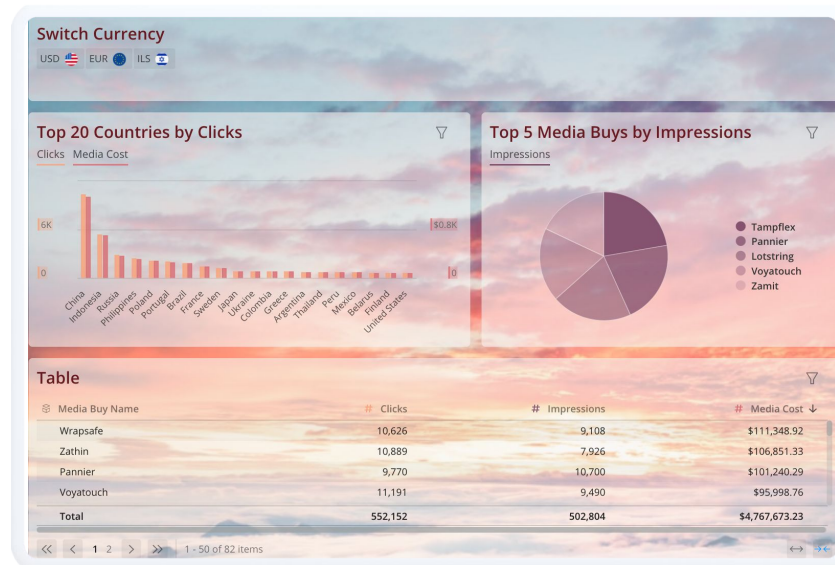 Switch Currency
USD EUR ILS
Top 20 Countries by Clicks
Clicks Media Cost
6K
$0.8K
0
0
China
Indonesia
Russia
Philippines
Poland
Portugal
Brazil
France
Sweden
Japan
Ukraine
Colombia
Greece
Argentina
Thailand
Peru
Mexico
Belarus
Finland
United States
Top 5 Media Buys by Impressions
Impressions
Tampflex
Pannier
Lotstring
Voyatouch
Zamit
Table
Media Buy Name # Clicks # Impressions # Media Cost
Wrapsafe 10,626 9,108 $111,348.92
Zathin 10,889 7,926 $106,851.33
Pannier 9,770 10,700 $101,240.29
Voyatouch 11,191 9,490 $95,998.76
Total 552,152 502,804 $4,767,673.23
1 2 1 - 50 of 82 items